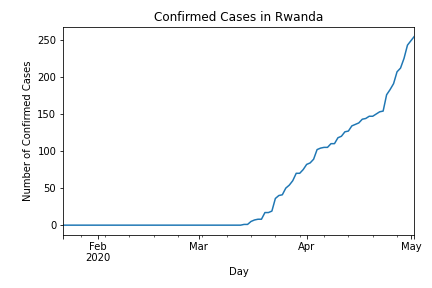 Confirmed Cases in Rwanda
Number of Confirmed Cases
250
200
150
100
50
0
Feb
2020
Mar
Apr
May
Day